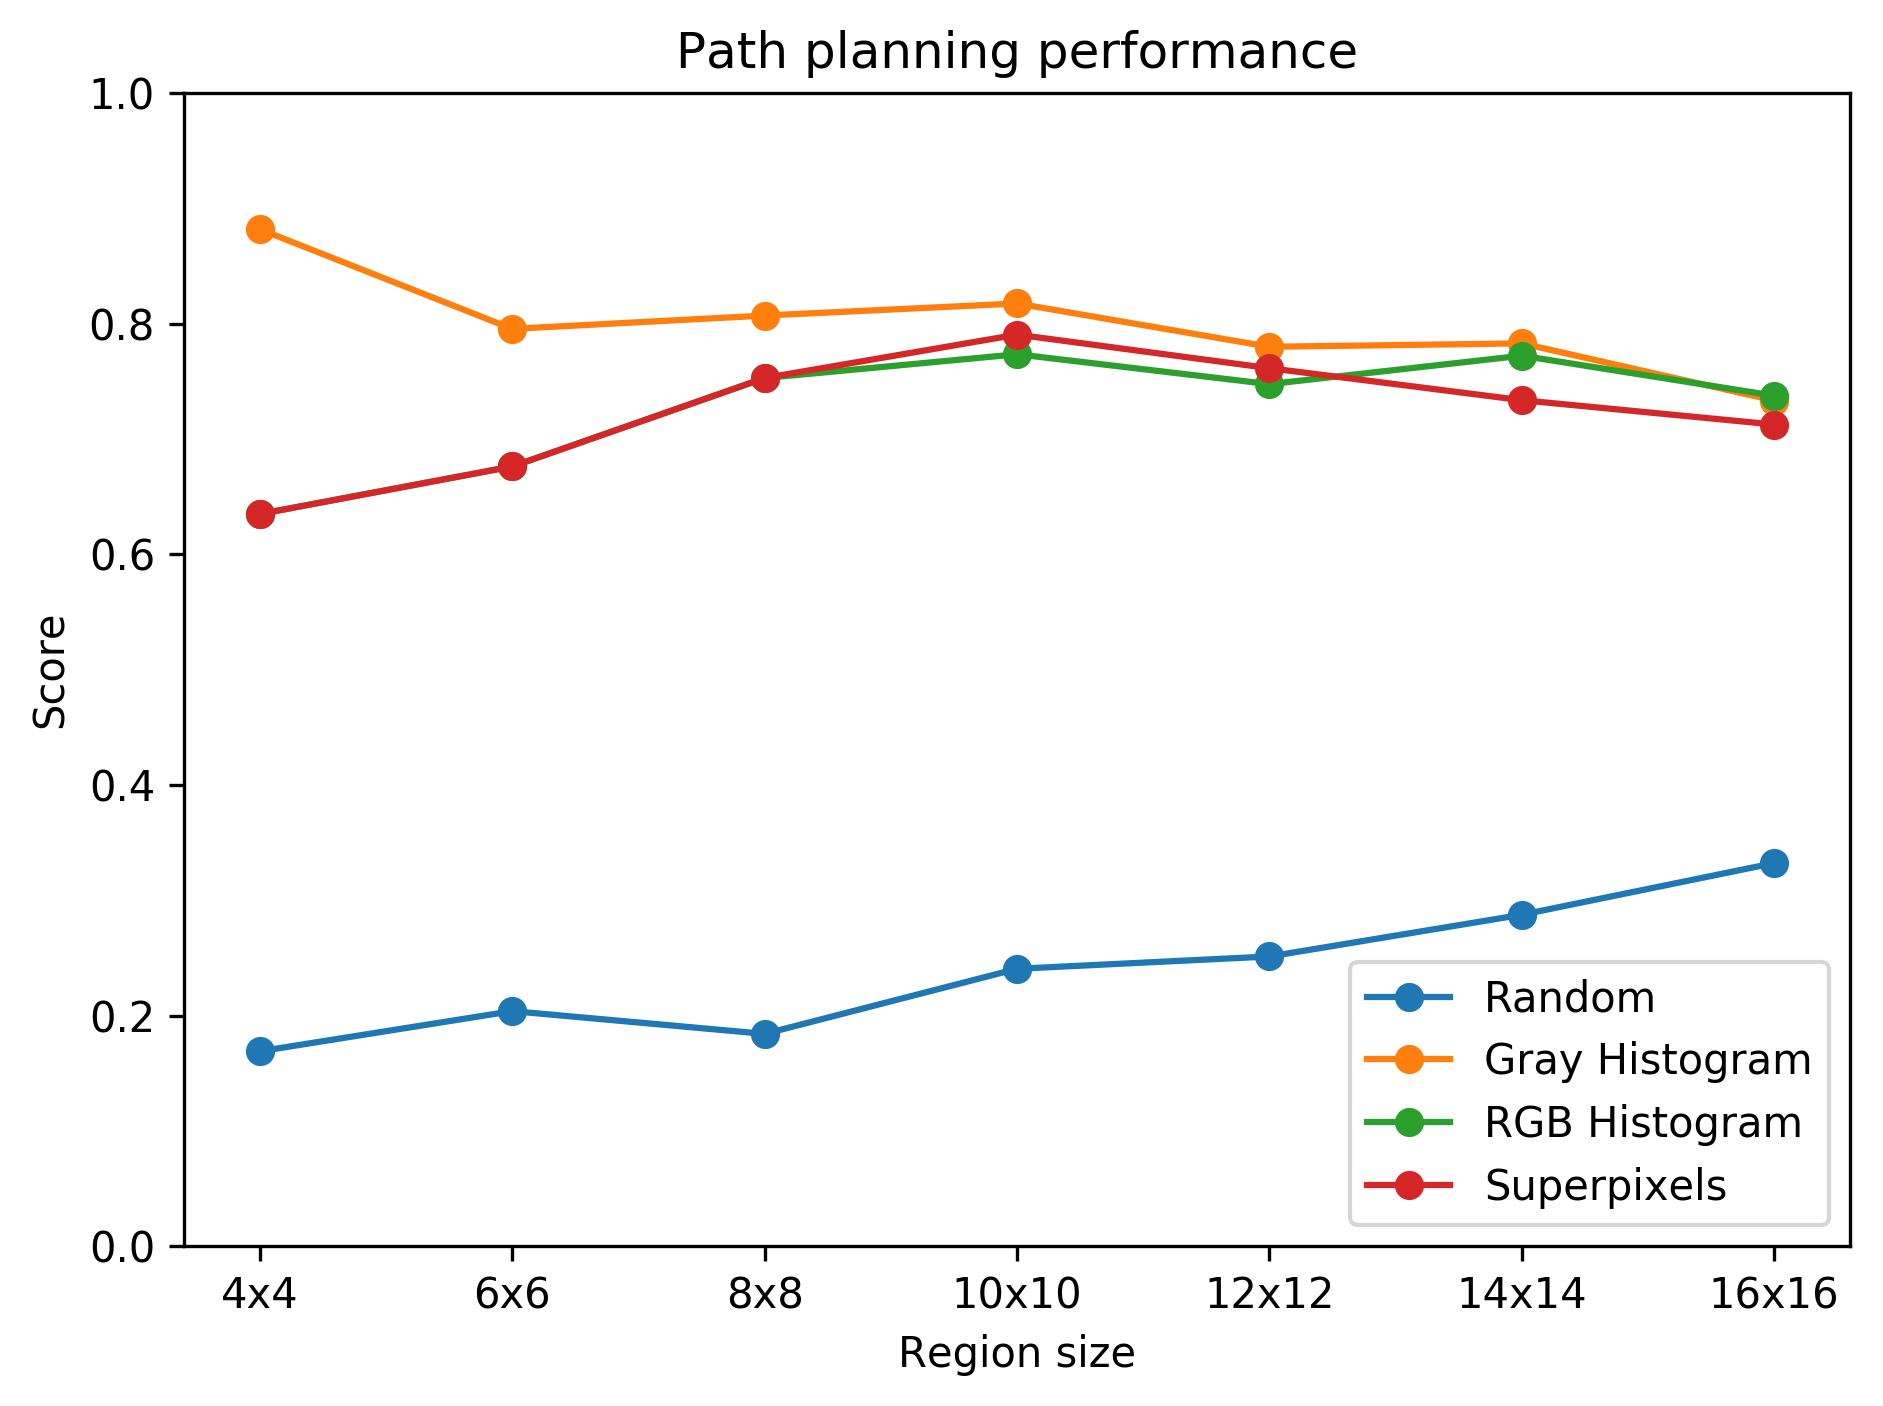 Path planning performance
1.0
0.8
0.6
0.4
0.2
0.0
Score
4x4 6x6 8x8 10x10 12x12 14x14 16x16
Region size
Random
Gray Histogram
RGB Histogram
Superpixels